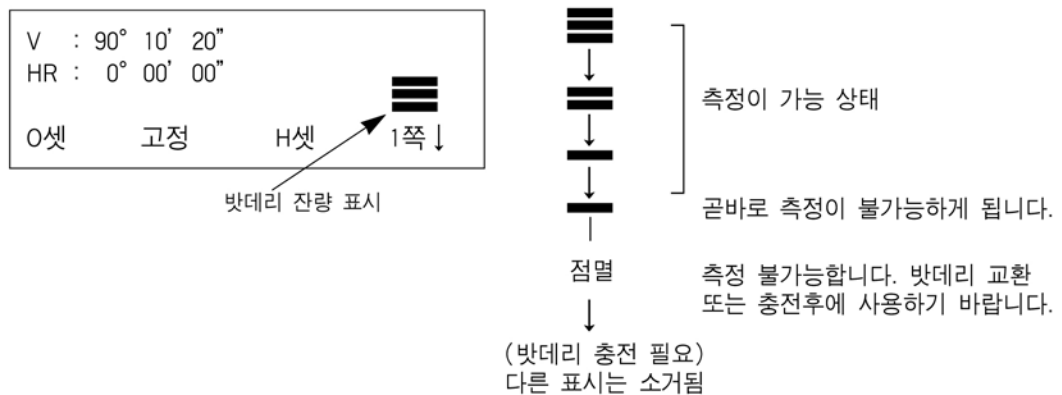 V : 90° 10' 20"
HR : 0° 00' 00"
O셋 고정 H셋 1쪽↓
밧데리 잔량 표시
측정이 가능 상태
곧바로 측정이 불가능하게 됩니다.
점멸
측정 불가능합니다. 밧데리 교환
또는 충전후에 사용하기 바랍니다.
(밧데리 충전 필요)
다른 표시는 소거됨